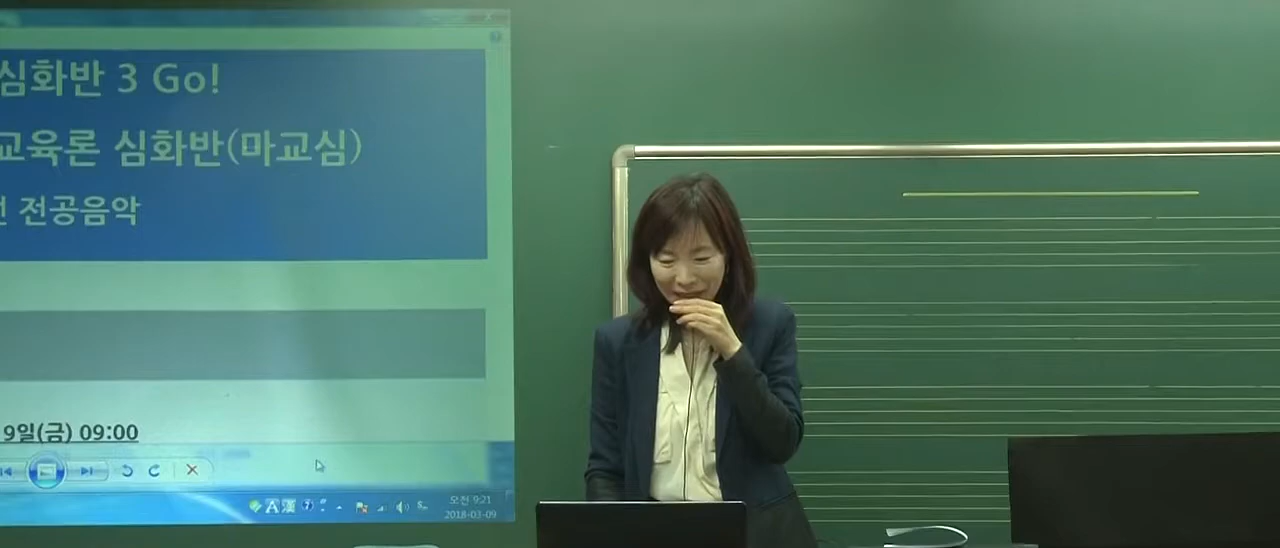 심화반 3 Go!
교육론 심화반(마교심)
전공음악
9일(금) 09:00
A 漢
오전 9:21
2018-03-09